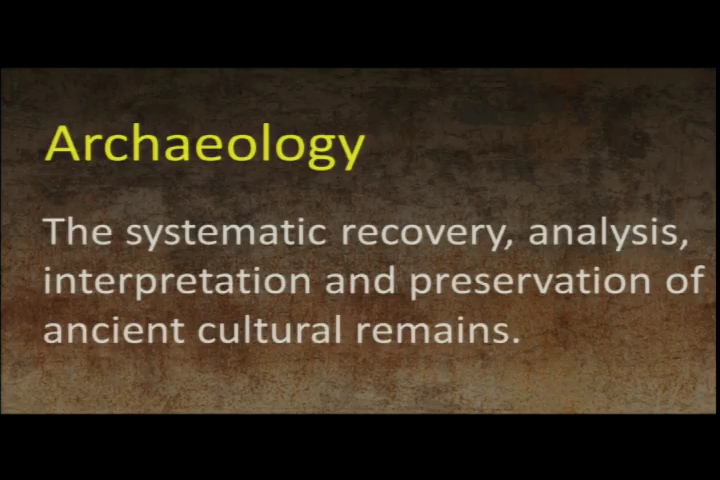 Archaeology
The systematic recovery, analysis,
interpretation and preservation of
ancient cultural remains.